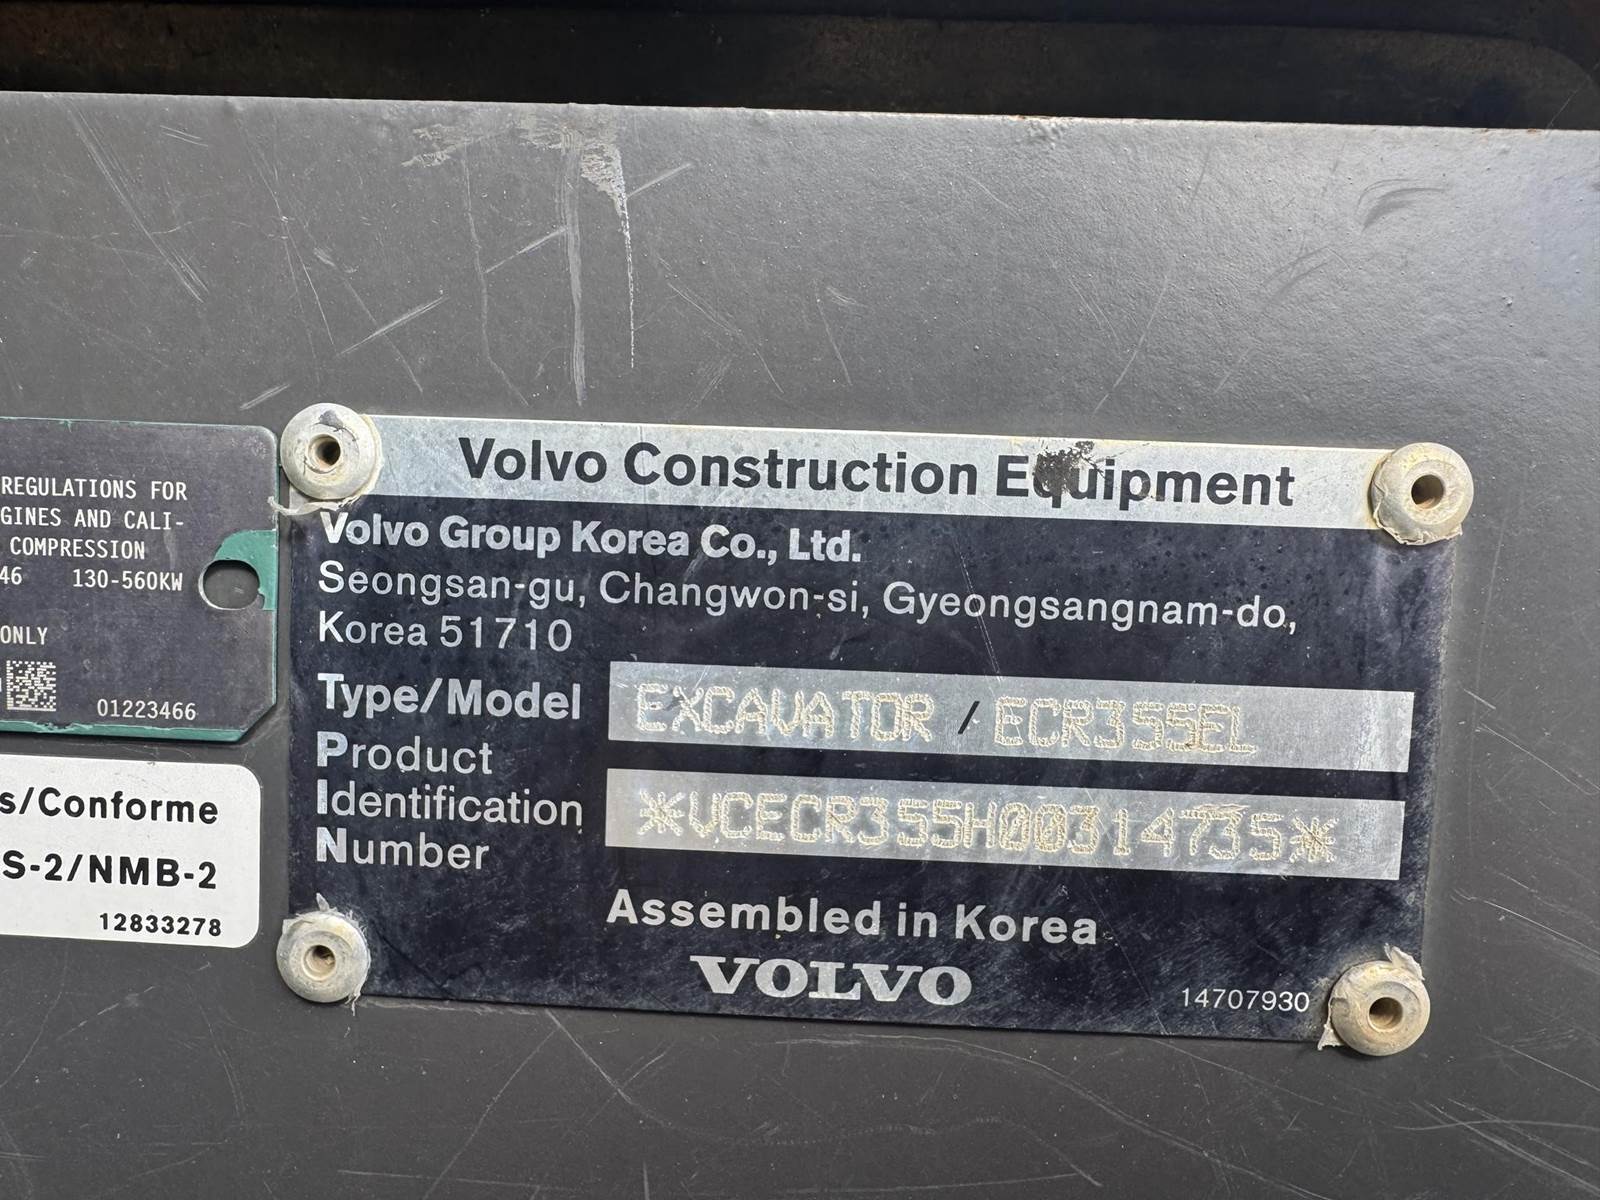 REGULATIONS FOR
GINES AND CALI-
COMPRESSION
46 130-560KW
ONLY
01223466
s/Conforme
S-2/NMB-2
12833278
Volvo Construction Equipment
Volvo Group Korea Co., Ltd.
Seongsan-gu, Changwon-si, Gyeongsangnam-do,
Korea 51710
Type/Model EXCAVATOR / ECR355EL
Product
Identification
Number
*VCECR355H00314735*
Assembled in Korea
VOLVO
14707930